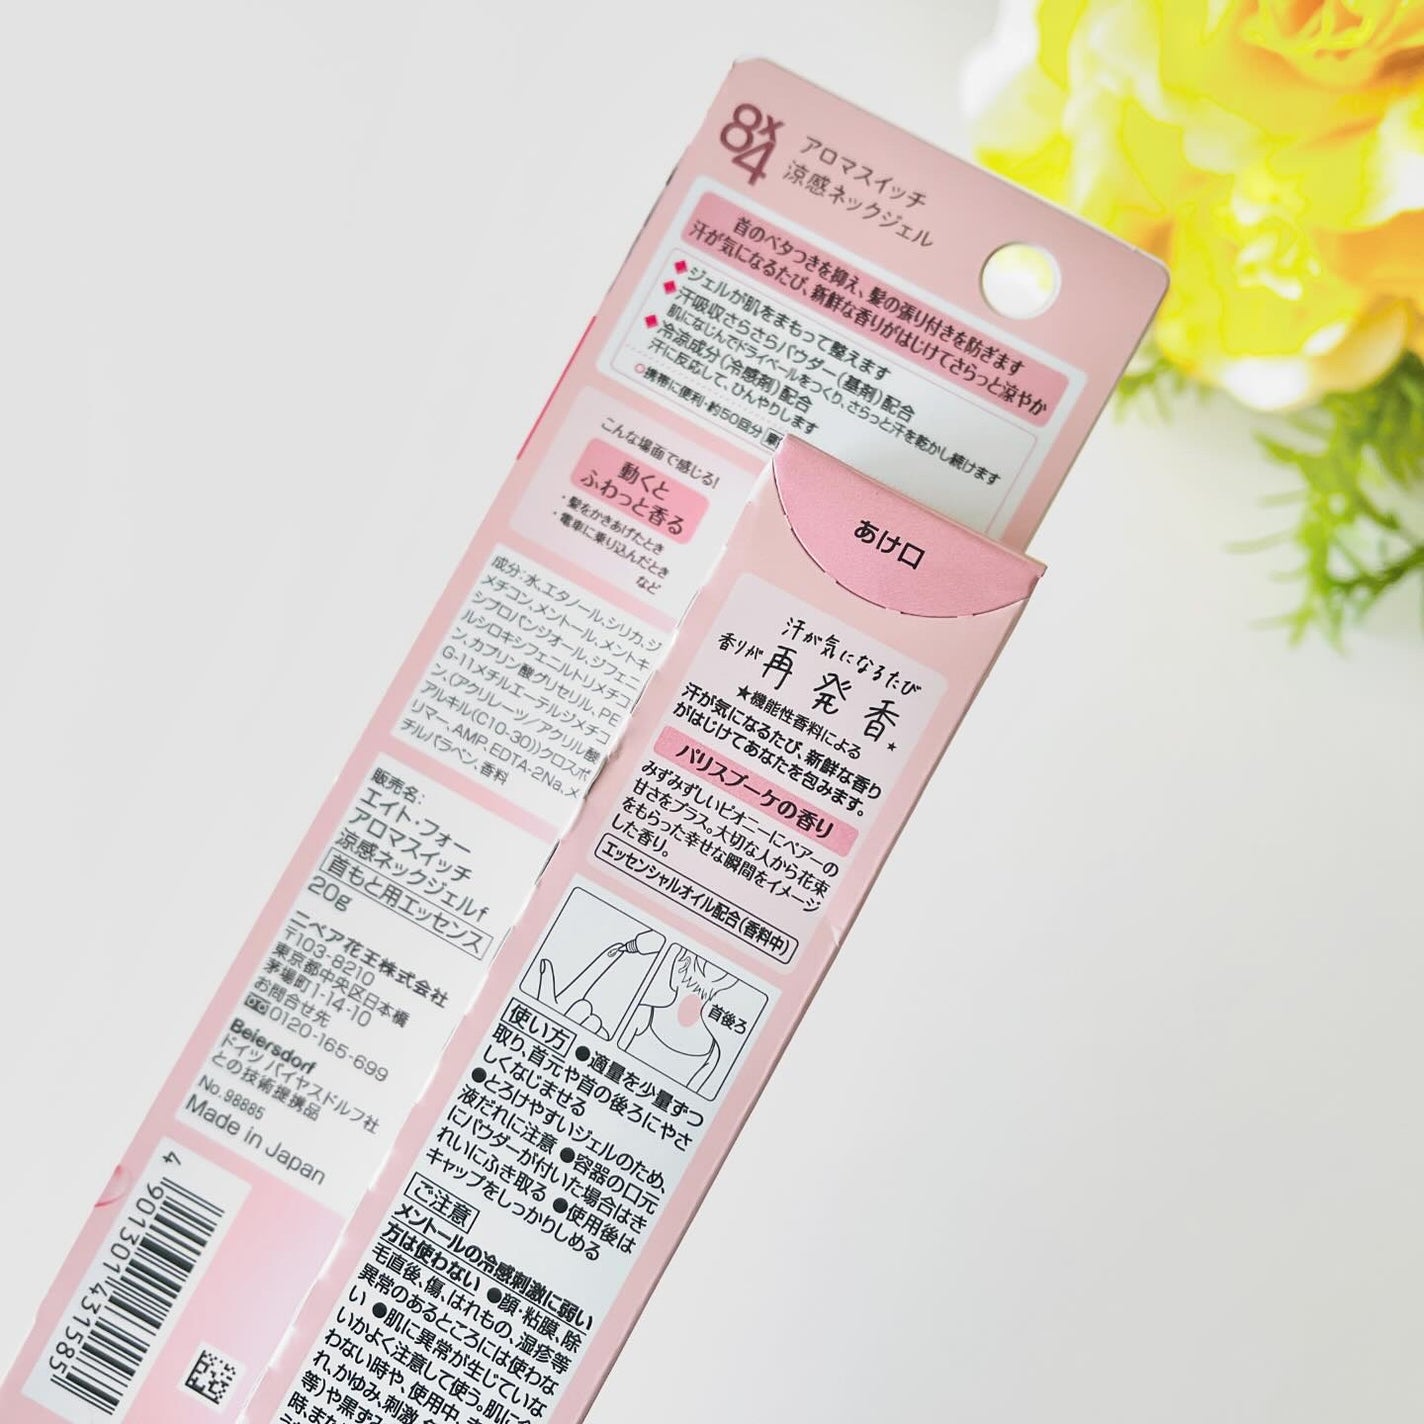 8x4
アロマスイッチ
涼感ネックジェル
首のベタつきを抑え、髪の張り付きを防ぎます
汗が気になるたび、新鮮な香りがはじけてさらっと涼やか
◆ジェルが肌をまもって整えます
◆汗吸収さらさらパウダー(基剤)配合
肌になじんでドライベールをつくり、さらっと汗を乾かし続けます
◆冷涼成分(冷感剤)配合
汗に反応して、ひんやりします
○携帯に便利・約50回分
こんな場面で感じる!
動くと
ふわっと香る
・髪をかきあげたとき
・電車に乗り込んだとき
など
成分:水、エタノール、シリカ、ジ
メチコン、メントール、メントキ
シプロパンジオール、ジフェニ
ルシロキシフェニルトリメチコ
ン、カプリン酸グリセリル、PE
G-11メチルエーテルジメチコ
ン、(アクリレーツ/アクリル酸
アルキル(C10-30))クロスポ
リマー、AMP、EDTA-2Na、メ
チルパラベン、香料
販売名:
エイト・フォー
アロマスイッチ
涼感ネックジェルf
首もと用エッセンス
20g
ニベア花王株式会社
〒103-8210
東京都中央区日本橋
茅場町1-14-10
お問合せ先
0120-165-699
Beiersdorf
ドイツ バイヤスドルフ社
との技術提携品
No.98885
Made in Japan
4 901301 431585
あけ口
汗が気になるたび
香りが再発香★
★機能性香料による
汗が気になるたび、新鮮な香り
がはじけてあなたを包みます。
パリスブーケの香り
みずみずしいピオニーにペアーの
甘さをプラス。大切な人から花束
をもらった幸せな瞬間をイメージ
した香り。
エッセンシャルオイル配合(香料中)
首後ろ
使い方 ●適量を少量ずつ
取り、首元や首の後ろにやさ
しくなじませる
●とろけやすいジェルのため、
液だれに注意 ●容器の口元
にパウダーが付いた場合はき
れいにふき取る ●使用後は
キャップをしっかりしめる
ご注意
メントールの冷感刺激に弱い
方は使わない ●顔・粘膜、除
毛直後、傷、はれもの、湿疹等
異常のあるところには使わな
い ●肌に異常が生じていな
いかよく注意して使う。肌に合
わない時や、使用中、
れ、かゆみ、刺激
等)や黒ず
時、また